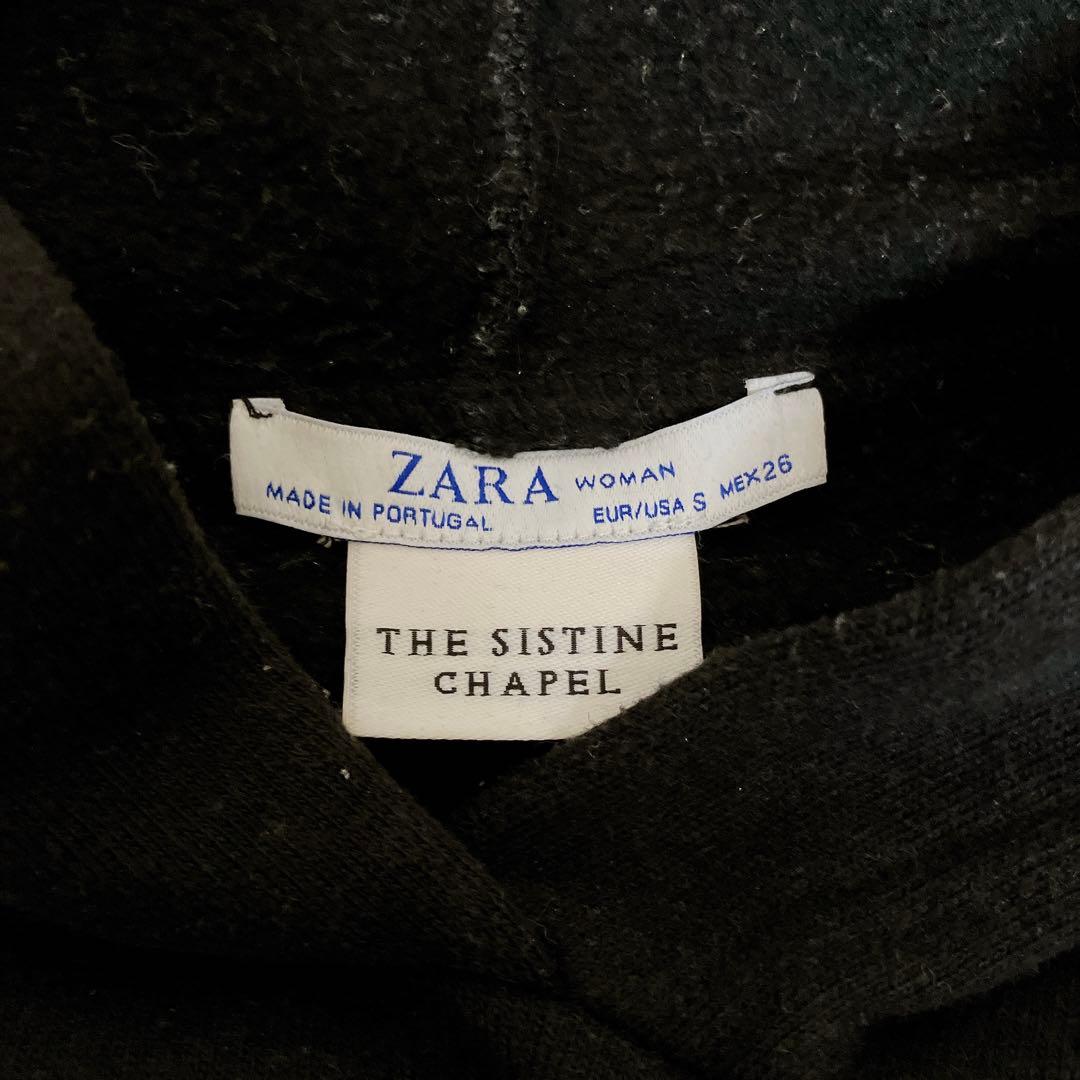 ZARA WOMAN
MADE IN PORTUGAL EUR/USA S MEX26
THE SISTINE
CHAPEL